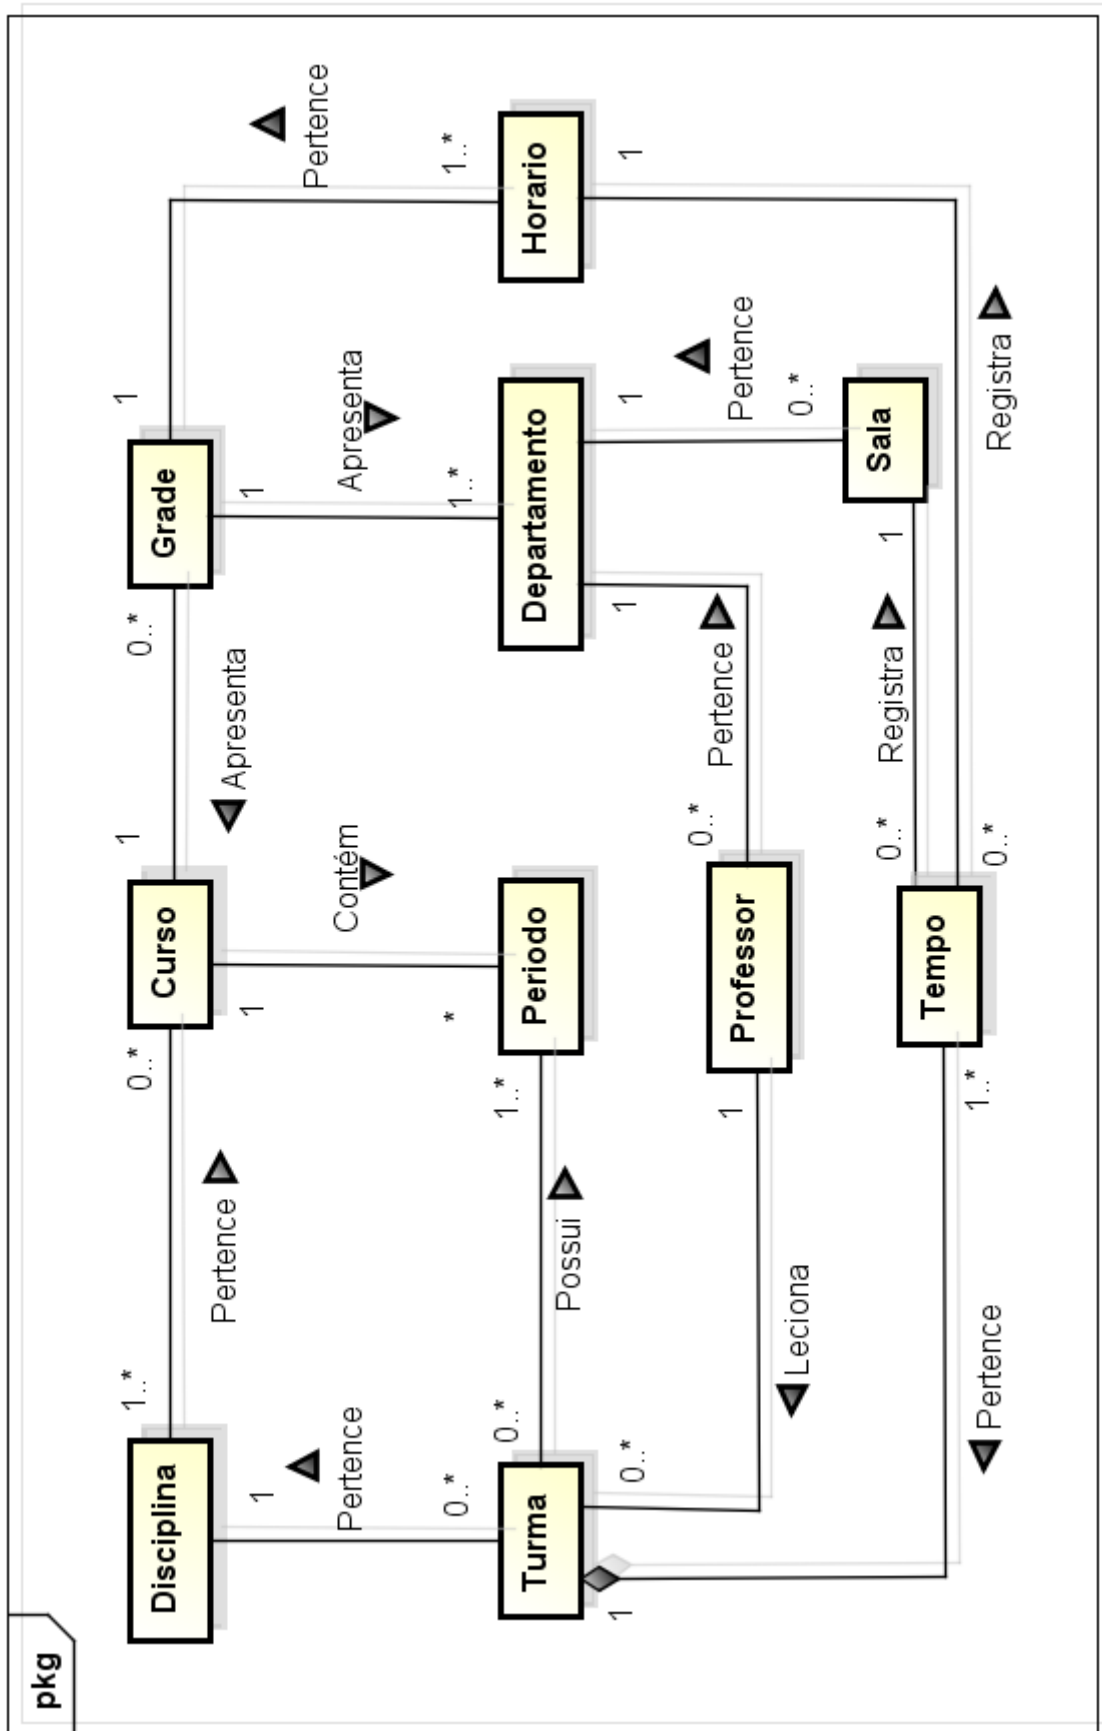 pkg
1..* 0..* 1 0..* 1
Disciplina Curso Grade
Pertence Apresenta
1 1 1
Pertence
Pertence Contém Apresenta
0..* * 1..* 1..*
0..* 1..*
Turma Periodo Departamento Horario
Possui
1 0..* 1 1 1
0..* Pertence Pertence
1 Professor
Leciona 0..*
0..* Registra 1 Sala
Tempo
Pertence 1..* 0..* Registra